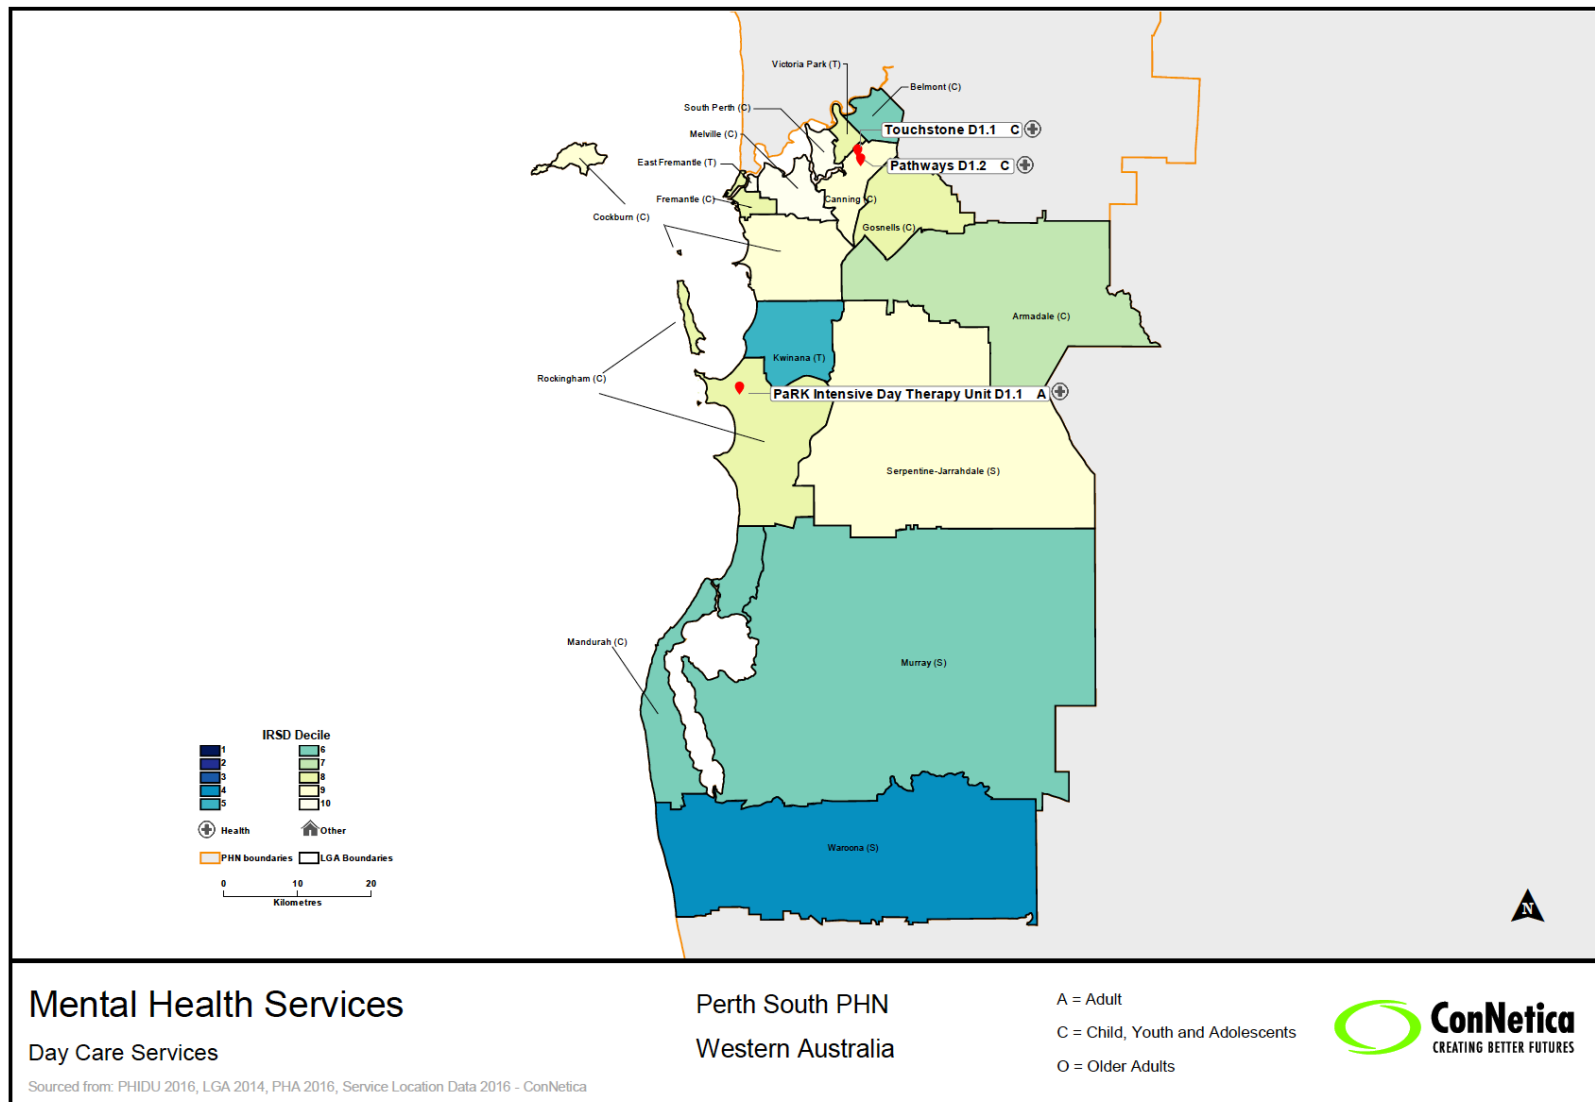 Victoria Park (T)
Belmont (C)
South Perth (C)
Touchstone D1.1 C
Melville (C)
East Fremantle (T)
Pathways D1.2 C
Fremantle (C)
Canning (C)
Cockburn (C)
Gosnells (C)
Armadale (C)
Kwinana (T)
Rockingham (C)
PaRK Intensive Day Therapy Unit D1.1 A
Serpentine-Jarrahdale (S)
Mandurah (C)
Murray (S)
Waroona (S)
IRSD Decile
1 6
2 7
3 8
4 9
5 10
Health Other
PHN boundaries LGA Boundaries
0 10 20
Kilometres
N
Mental Health Services
Day Care Services
Sourced from: PHIDU 2016, LGA 2014, PHA 2016, Service Location Data 2016 - ConNetica
Perth South PHN
Western Australia
A = Adult
C = Child, Youth and Adolescents
O = Older Adults
ConNetica
CREATING BETTER FUTURES